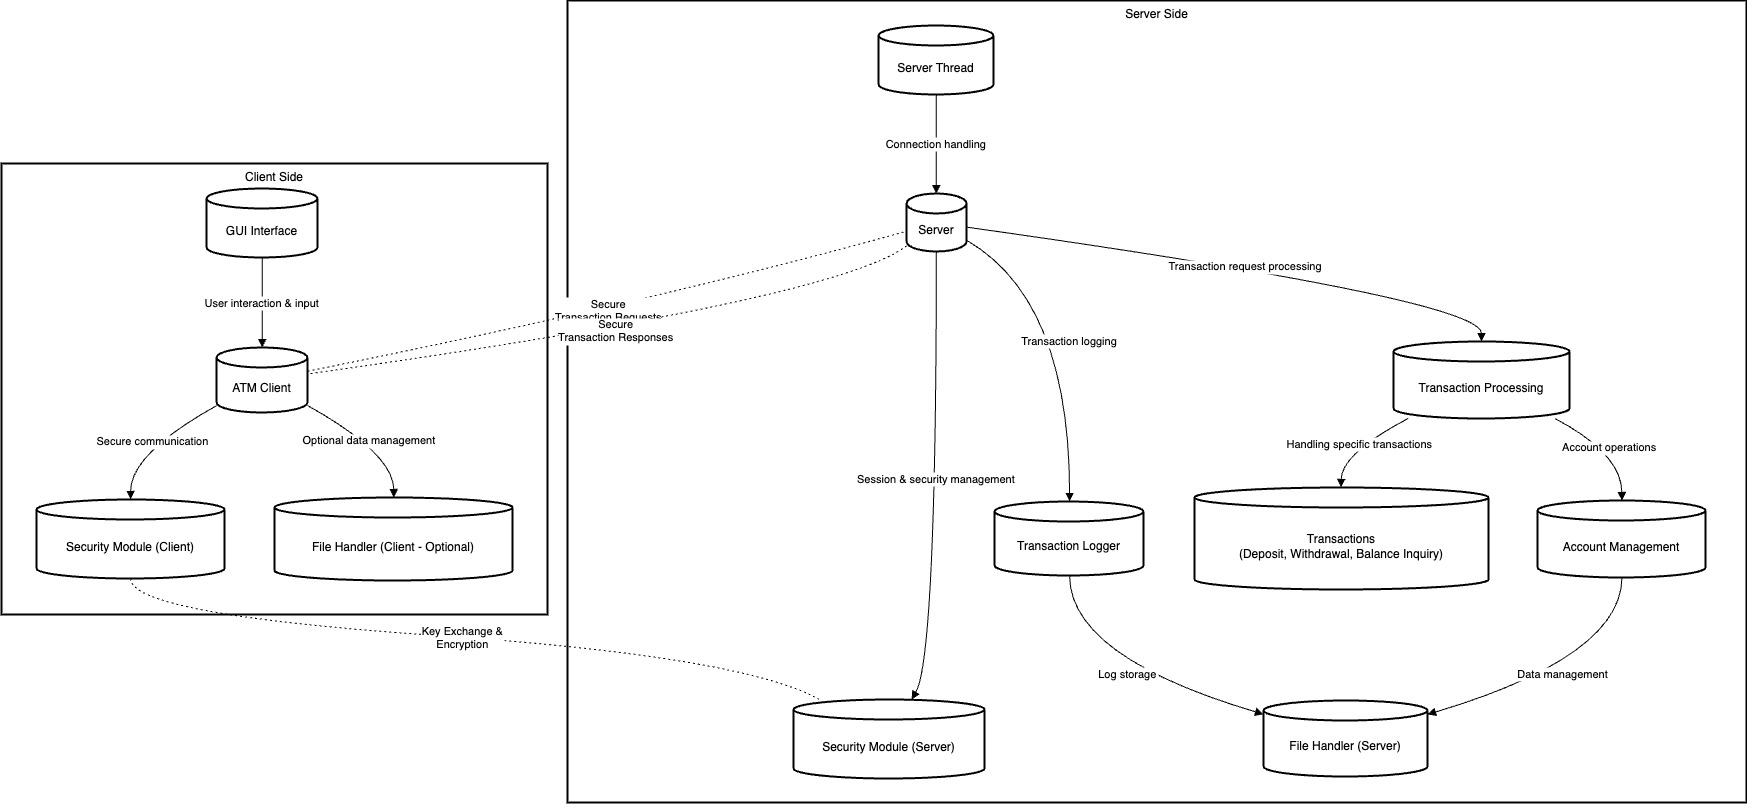 Server Side
Server Thread
Connection handling
Client Side
GUI Interface
Server
User interaction & input
Transaction request processing
Secure
Transaction Requests
Secure
Transaction Responses
Transaction logging
ATM Client
Transaction Processing
Secure communication
Optional data management
Handling specific transactions
Account operations
Session & security management
Security Module (Client)
File Handler (Client - Optional)
Transaction Logger
Transactions
(Deposit, Withdrawal, Balance Inquiry)
Account Management
Key Exchange &
Encryption
Log storage
Data management
Security Module (Server)
File Handler (Server)